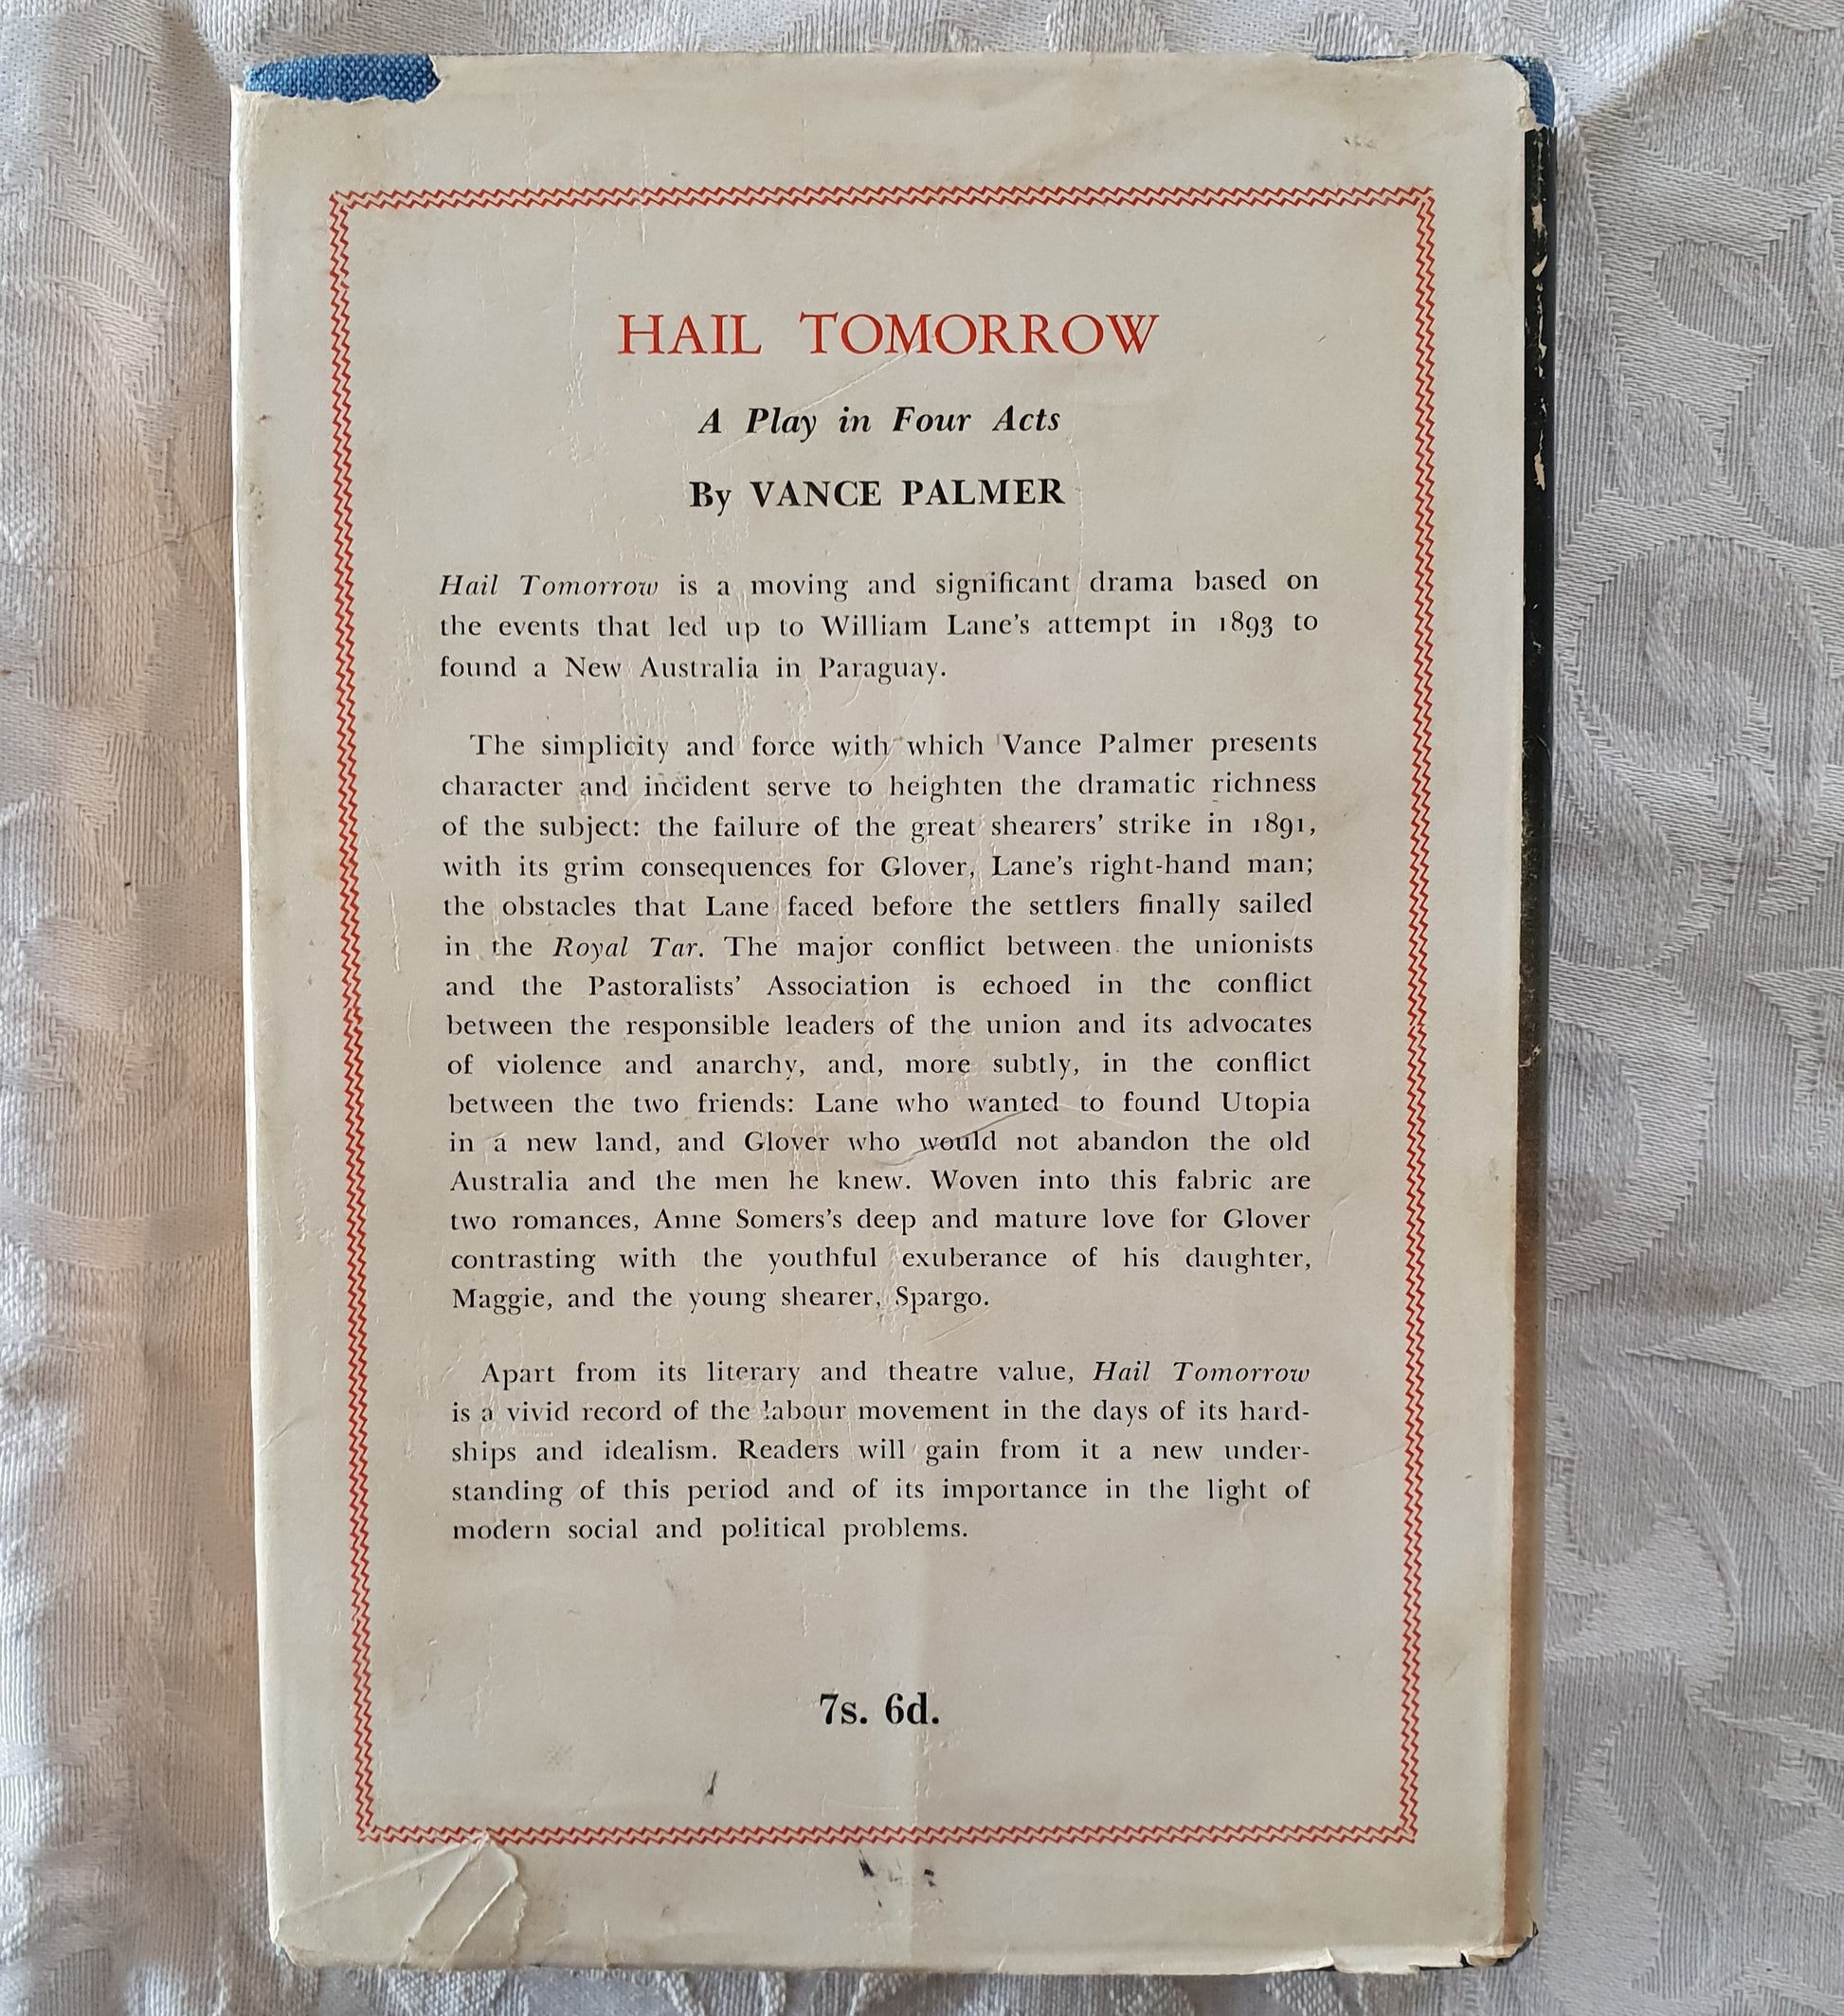 HAIL TOMORROW
A Play in Four Acts
By VANCE PALMER
Hail Tomorrow is a moving and significant drama based on
the events that led up to William Lane's attempt in 1893 to
found a New Australia in Paraguay.
The simplicity and force with which Vance Palmer presents
character and incident serve to heighten the dramatic richness
of the subject: the failure of the great shearers' strike in 1891,
with its grim consequences for Glover, Lane's right-hand man;
the obstacles that Lane faced before the settlers finally sailed
in the Royal Tar. The major conflict between the unionists
and the Pastoralists' Association is echoed in the conflict
between the responsible leaders of the union and its advocates
of violence and anarchy, and, more subtly, in the conflict
between the two friends: Lane who wanted to found Utopia
in a new land, and Glover who would not abandon the old
Australia and the men he knew. Woven into this fabric are
two romances, Anne Somers's deep and mature love for Glover
contrasting with the youthful exuberance of his daughter,
Maggie, and the young shearer, Spargo.
Apart from its literary and theatre value, Hail Tomorrow
is a vivid record of the labour movement in the days of its hard-
ships and idealism. Readers will gain from it a new under-
standing of this period and of its importance in the light of
modern social and political problems.
7s. 6d.